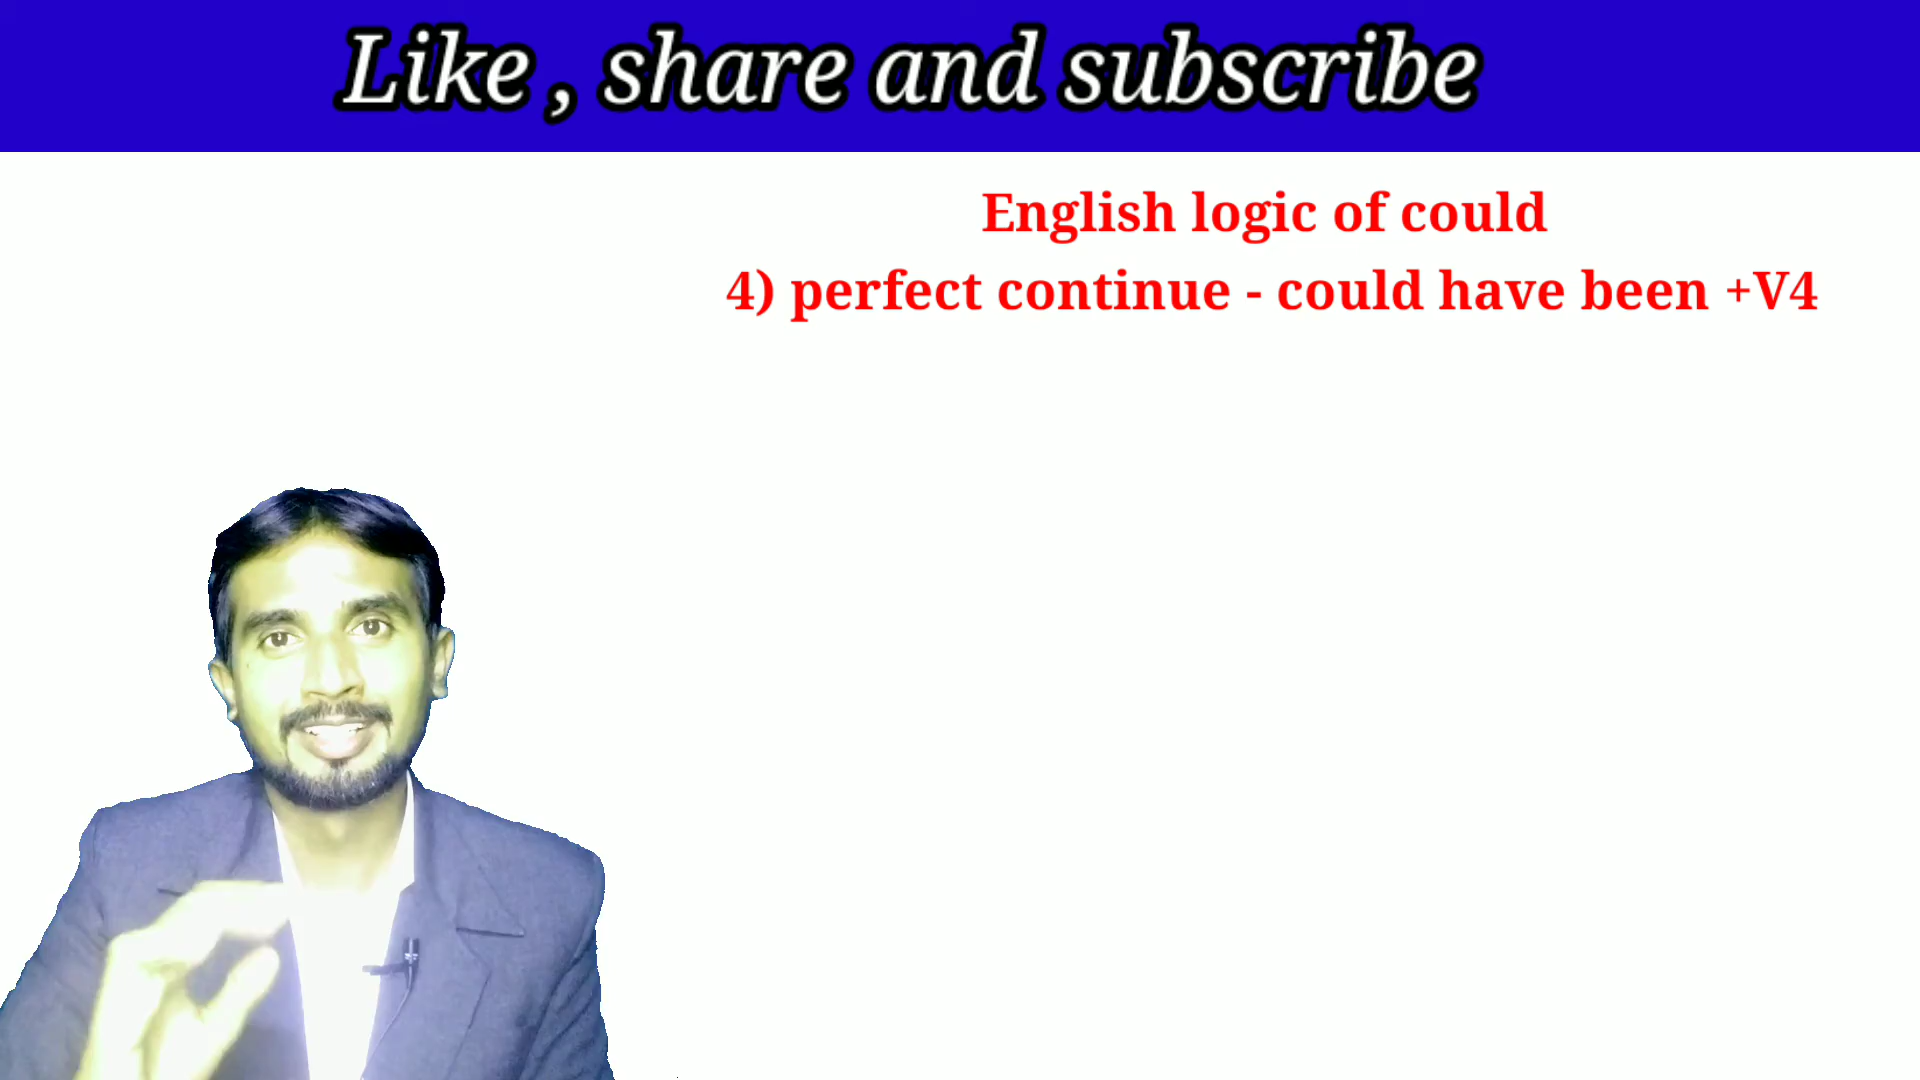 Like , share and subscribe
English logic of could
4) perfect continue - could have been +V4